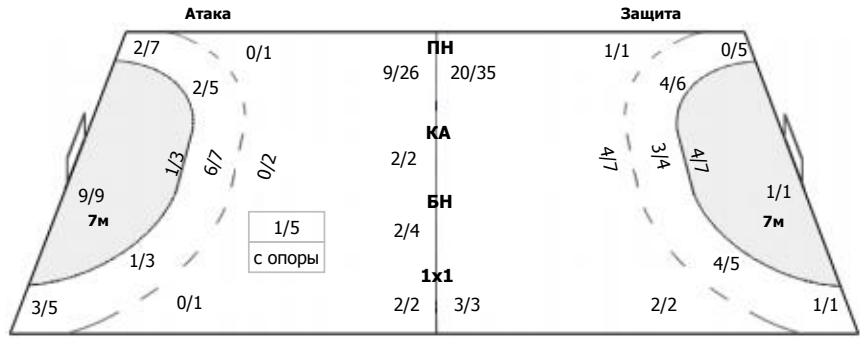 Атака Защита
2/7 0/1 ПН 1/1 0/5
9/26 20/35
2/5 4/6
КА
1/3 6/7 0/2 2/2 4/7 3/4 4/7
9/9 БН 1/1
7м 1/5 2/4 7м
с опоры
1/3 4/5
1х1
3/5 0/1 2/2 3/3 2/2 1/1